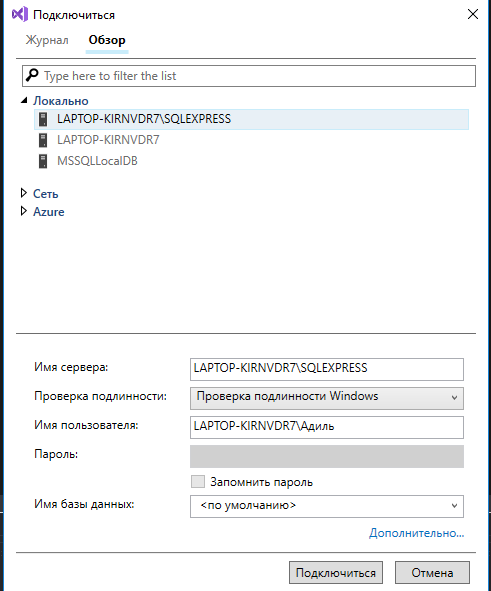 Подключиться
Журнал Обзор
Type here to filter the list
Локально
LAPTOP-KIRNVDR7\SQLEXPRESS
LAPTOP-KIRNVDR7
MSSQLLocalDB
Сеть
Azure
Имя сервера: LAPTOP-KIRNVDR7\SQLEXPRESS
Проверка подлинности: Проверка подлинности Windows
Имя пользователя: LAPTOP-KIRNVDR7\Адиль
Пароль:
Запомнить пароль
Имя базы данных: <по умолчанию>
Дополнительно...
Подключиться Отмена